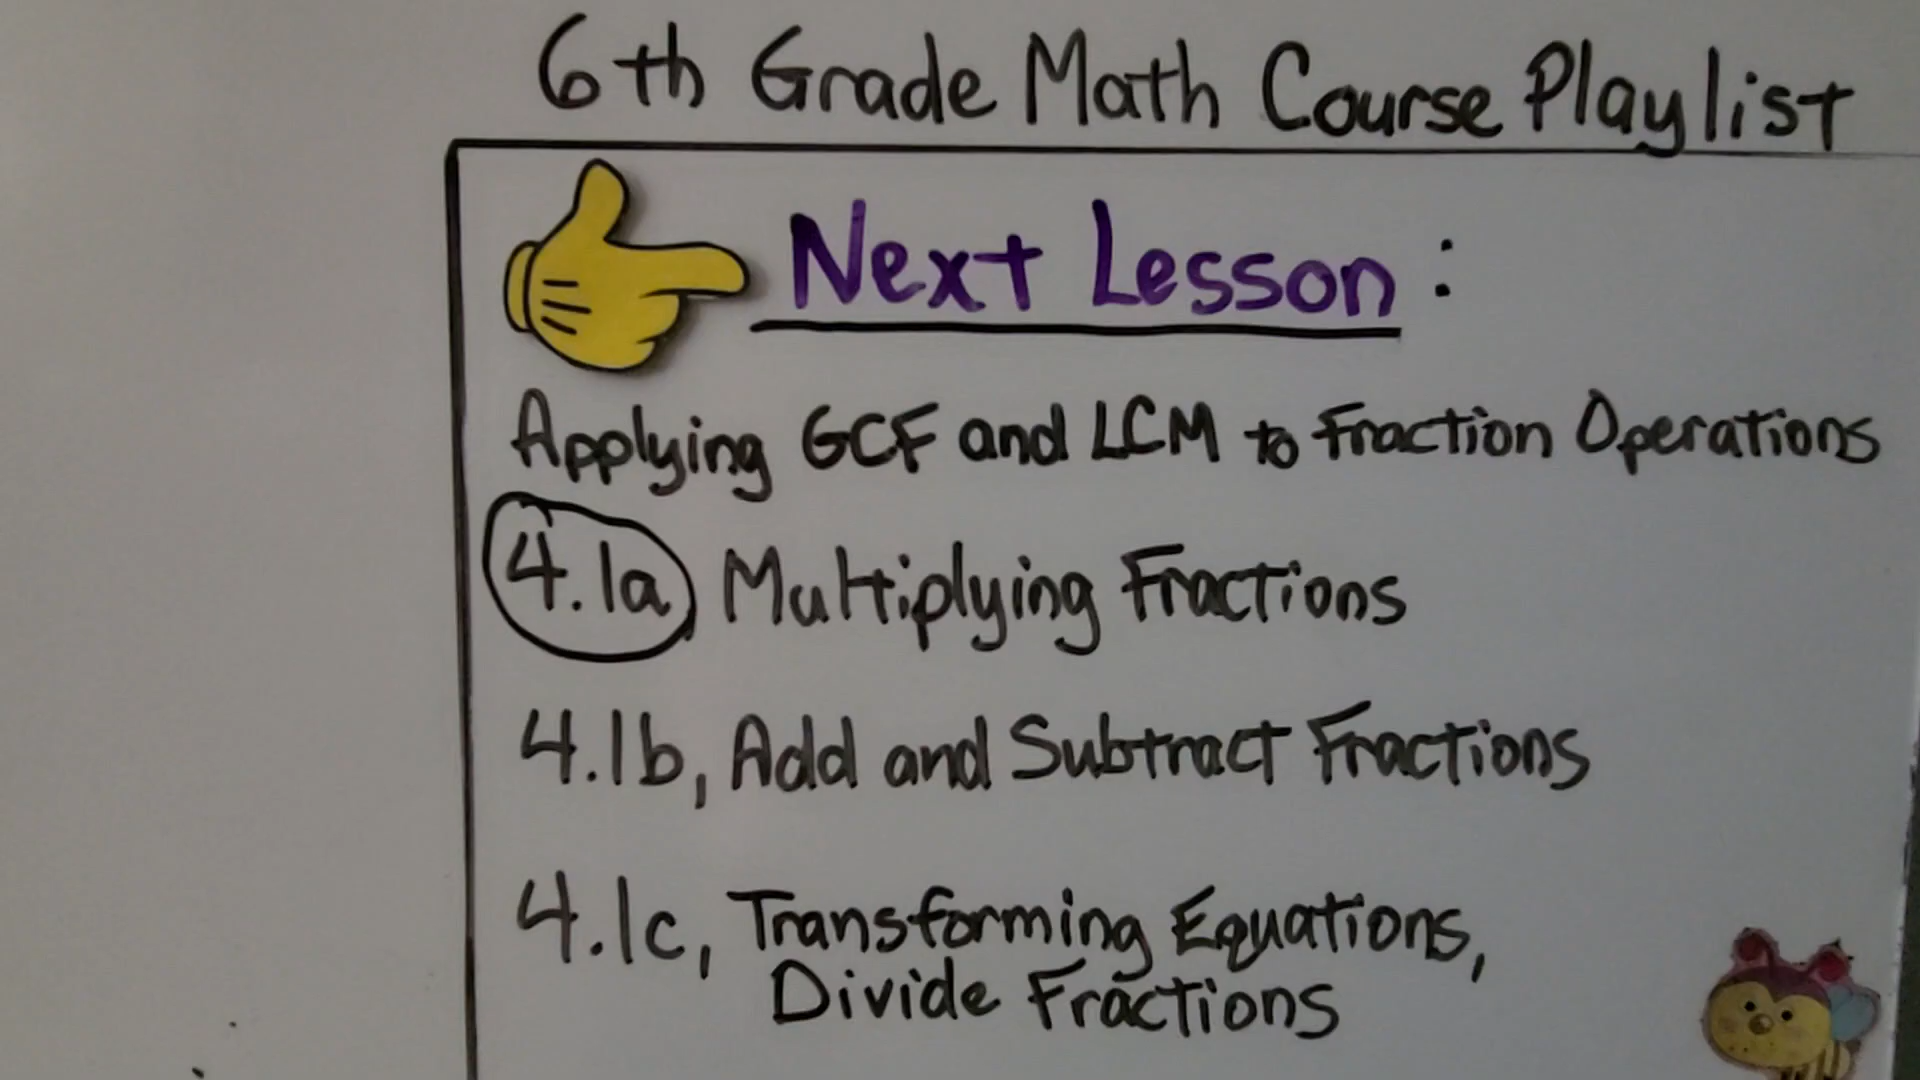 6th Grade Math Course Playlist
Next Lesson :
Applying GCF and LCM to Fraction Operations
4.1a, Multiplying Fractions
4.1b, Add and Subtract Fractions
4.1c, Transforming Equations,
Divide Fractions